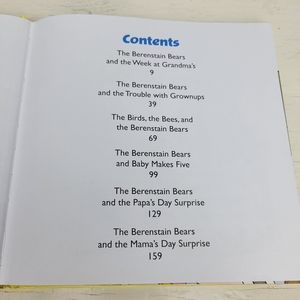 Contents
The Berenstain Bears
and the Week at Grandma's
9
The Berenstain Bears
and the Trouble with Grownups
39
The Birds, the Bees, and
the Berenstain Bears
69
The Berenstain Bears
and Baby Makes Five
99
The Berenstain Bears
and the Papa's Day Surprise
129
The Berenstain Bears
and the Mama's Day Surprise
159